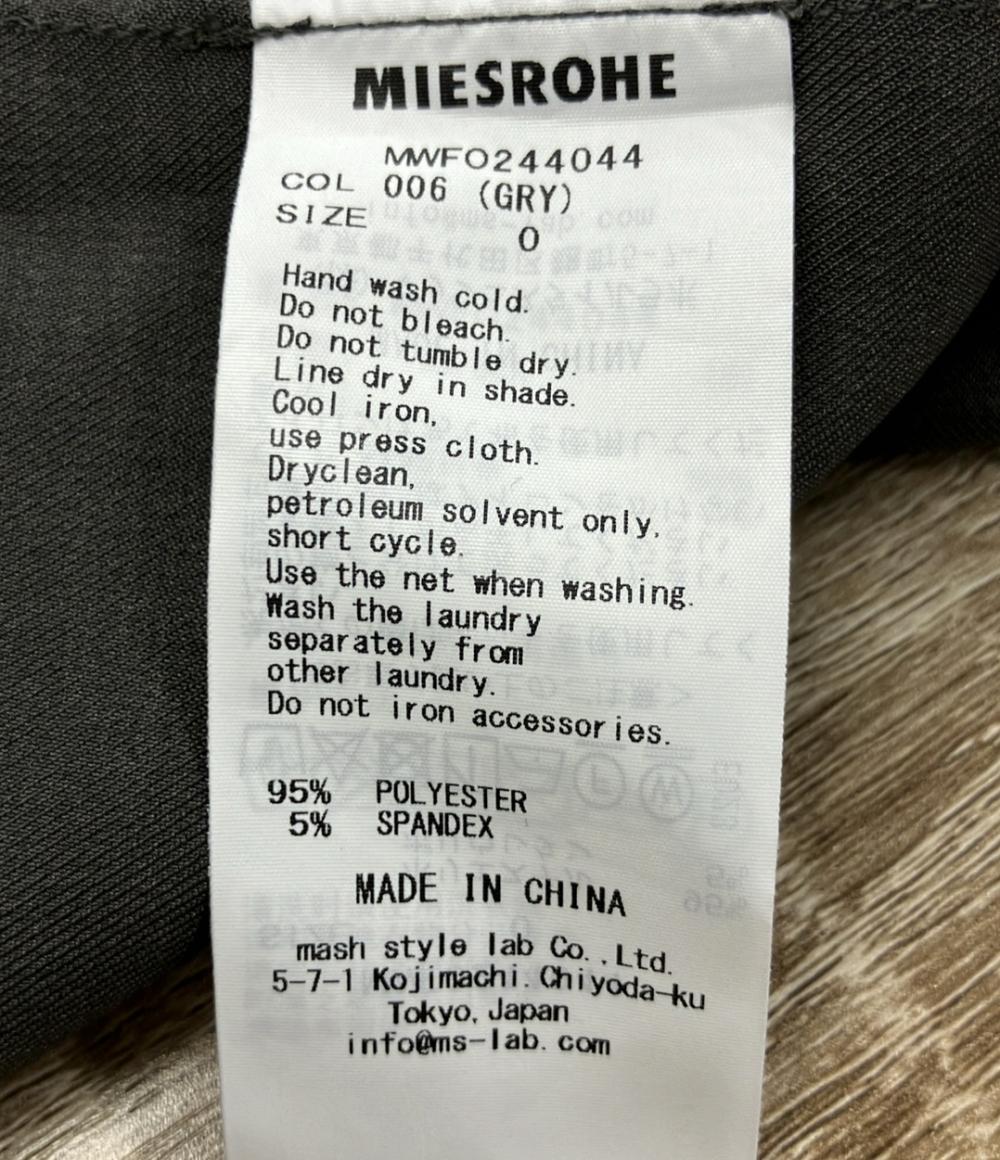 MIESROHE
MWFO244044
COL 006 (GRY)
SIZE 0
Hand wash cold.
Do not bleach.
Do not tumble dry.
Line dry in shade.
Cool iron,
use press cloth.
Dryclean,
petroleum solvent only,
short cycle.
Use the net when washing.
Wash the laundry
separately from
other laundry.
Do not iron accessories.
95% POLYESTER
5% SPANDEX
MADE IN CHINA
mash style lab Co.,Ltd.
5-7-1 Kojimachi.Chiyoda-ku
Tokyo, Japan
info@ms-lab.com